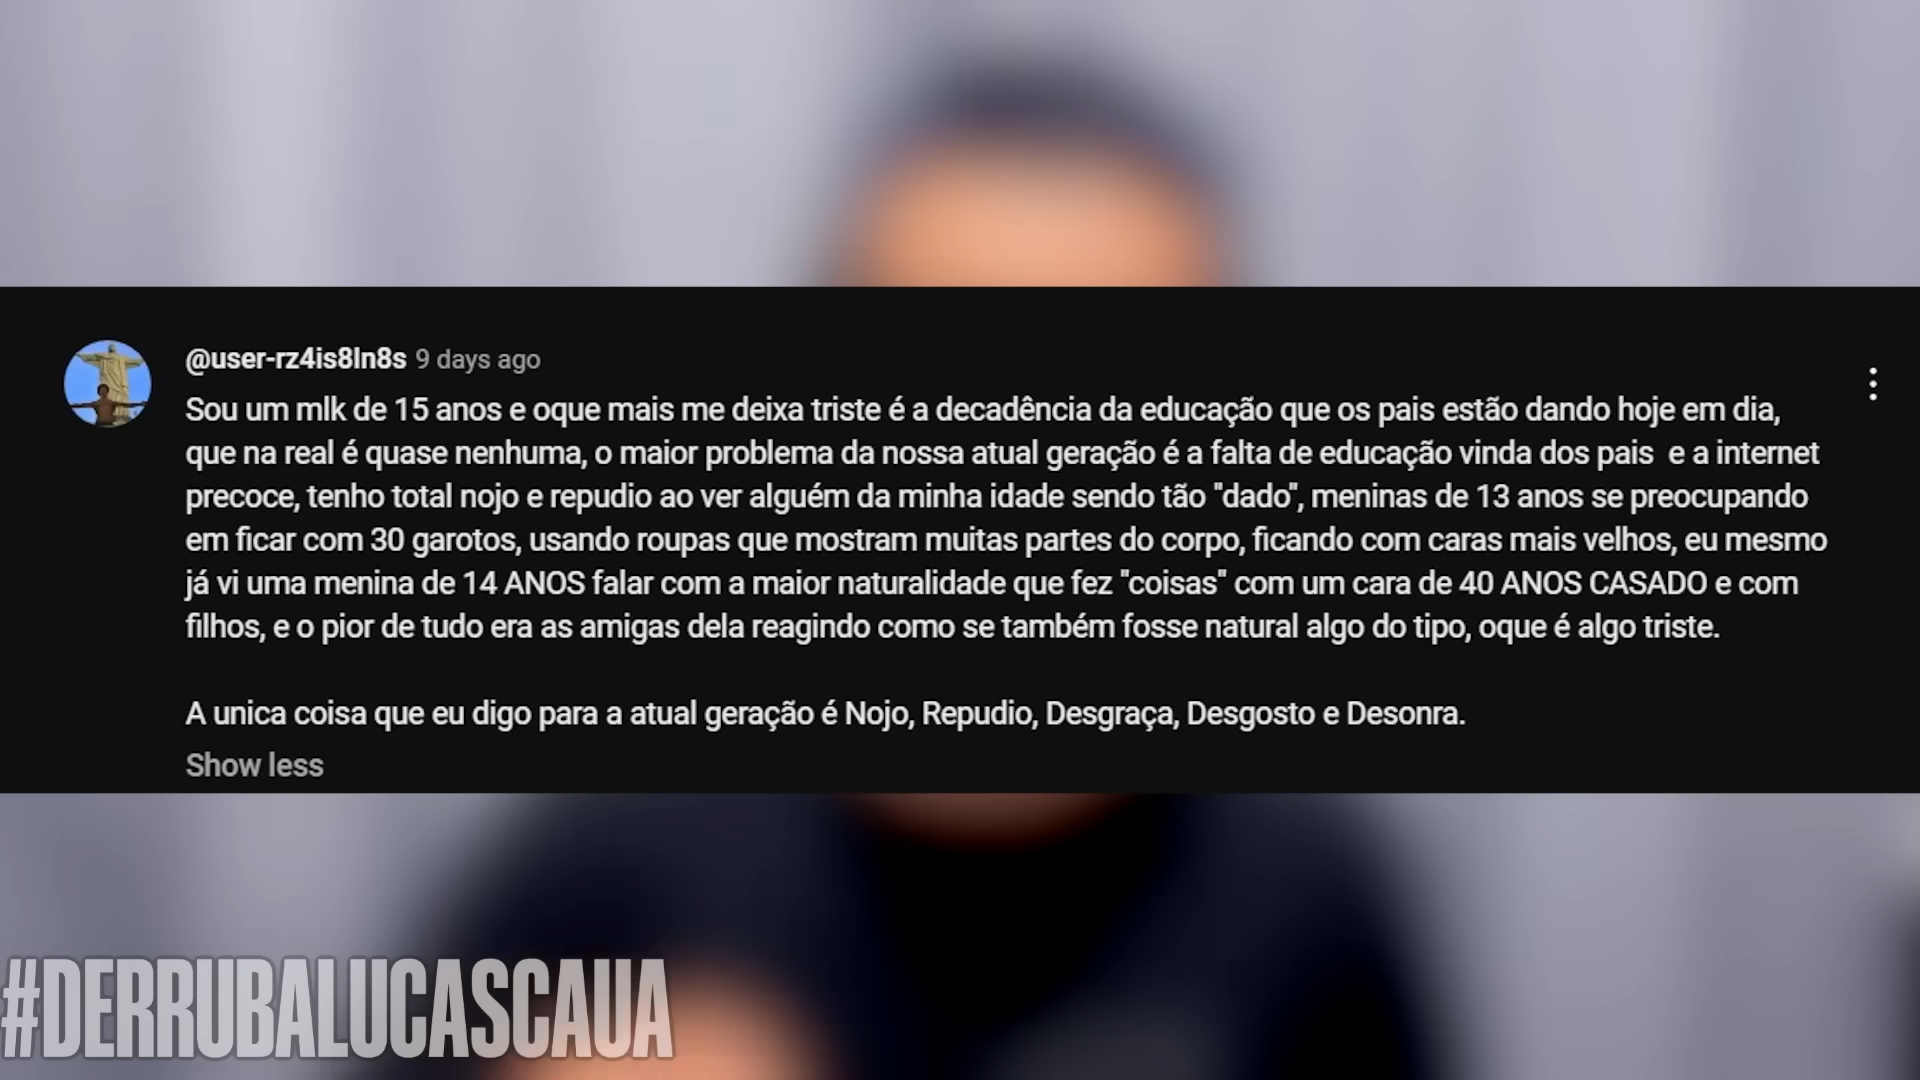 @user-rz4is8ln8s 9 days ago
Sou um mlk de 15 anos e oque mais me deixa triste é a decadência da educação que os pais estão dando hoje em dia,
que na real é quase nenhuma, o maior problema da nossa atual geração é a falta de educação vinda dos pais  e a internet
precoce, tenho total nojo e repudio ao ver alguém da minha idade sendo tão "dado", meninas de 13 anos se preocupando
em ficar com 30 garotos, usando roupas que mostram muitas partes do corpo, ficando com caras mais velhos, eu mesmo
já vi uma menina de 14 ANOS falar com a maior naturalidade que fez "coisas" com um cara de 40 ANOS CASADO e com
filhos, e o pior de tudo era as amigas dela reagindo como se também fosse natural algo do tipo, oque é algo triste.
A unica coisa que eu digo para a atual geração é Nojo, Repudio, Desgraça, Desgosto e Desonra.
Show less
#DERRUBALUCASCAUA